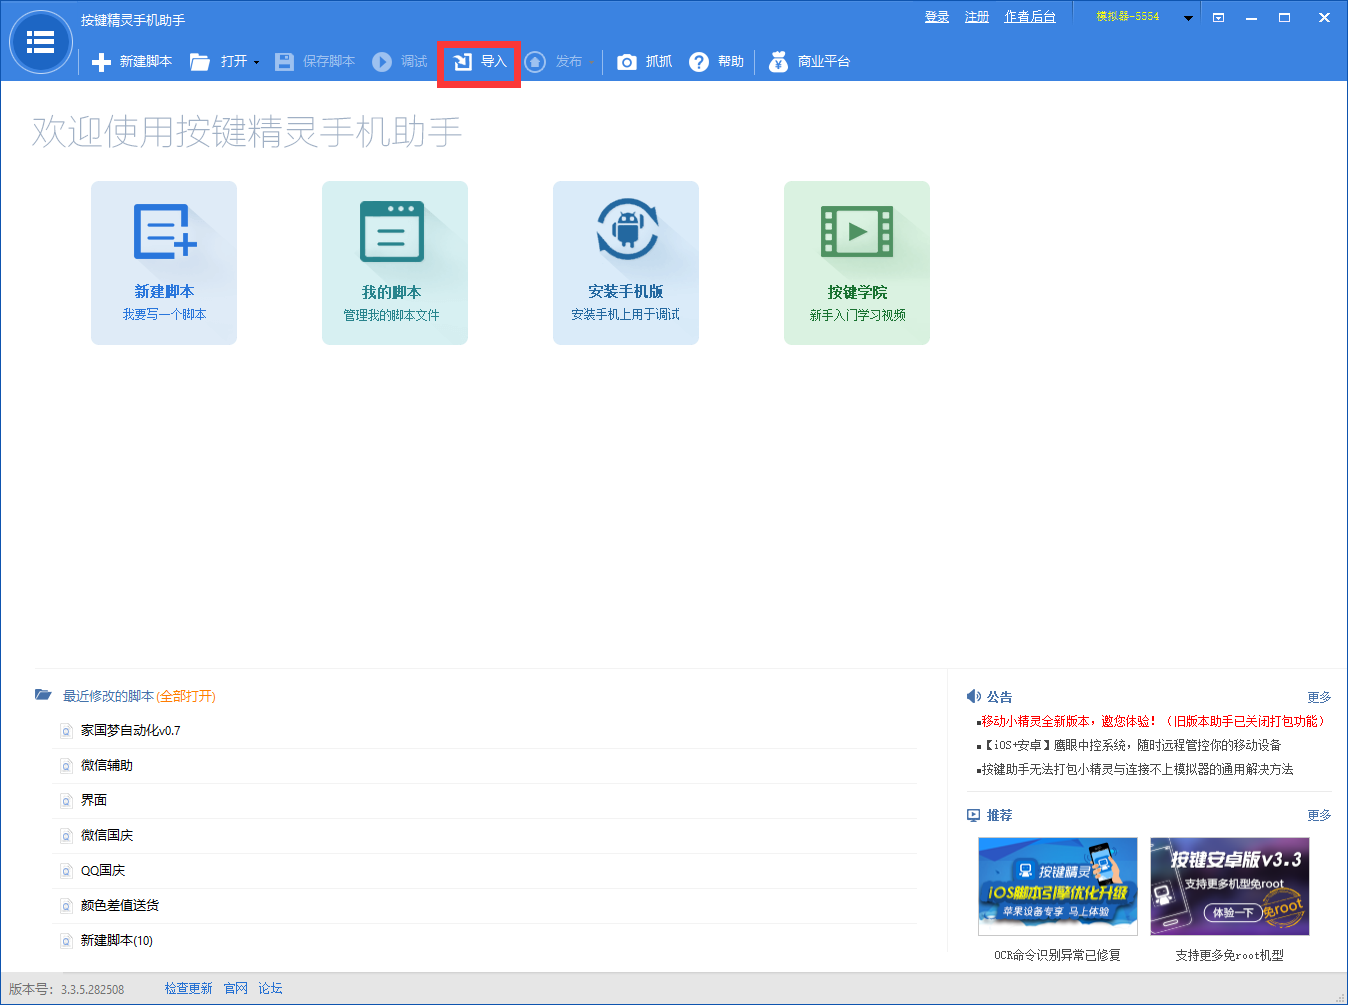 按键精灵手机助手
登录 注册 作者后台 模拟器-5554
新建脚本 打开 保存脚本 调试 导入 发布 抓抓 帮助 商业平台
欢迎使用按键精灵手机助手
新建脚本
我要写一个脚本
我的脚本
管理我的脚本文件
安装手机版
安装手机上用于调试
按键学院
新手入门学习视频
最近修改的脚本(全部打开)
家国梦自动化v0.7
微信辅助
界面
微信国庆
QQ国庆
颜色差值送货
新建脚本(10)
公告 更多
移动小精灵全新版本，邀您体验！（旧版本助手已关闭打包功能）
【iOS+安卓】鹰眼中控系统，随时远程管控你的移动设备
按键助手无法打包小精灵与连接不上模拟器的通用解决方法
推荐 更多
按键精灵
iOS脚本引擎优化升级
苹果设备专享 马上体验
OCR命令识别异常已修复
按键安卓版v3.3
支持更多机型免root
体验一下
免root
支持更多免root机型
版本号：3.3.5.282508 检查更新 官网 论坛